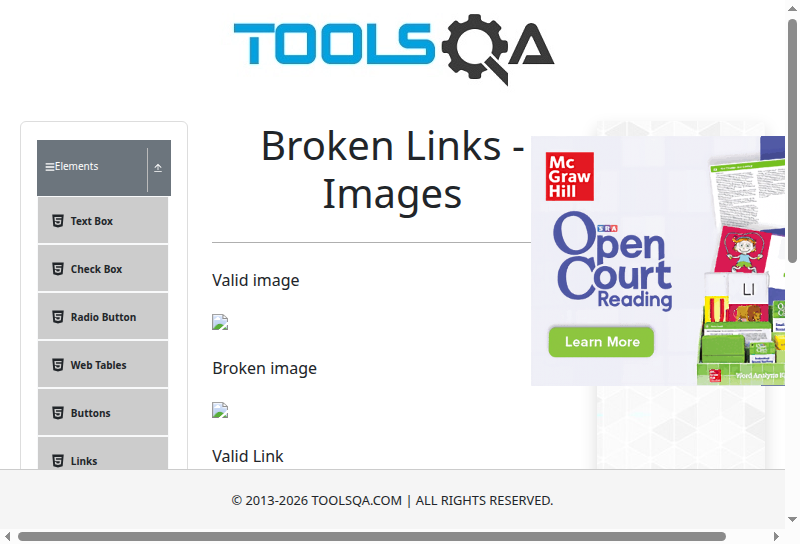 TOOLSQA
Elements
Text Box
Check Box
Radio Button
Web Tables
Buttons
Links
Broken Links -
Images
Valid image
Broken image
Valid Link
Mc
Graw
Hill
SRA
Open
Court
Reading
Learn More
LI
© 2013-2026 TOOLSQA.COM | ALL RIGHTS RESERVED.